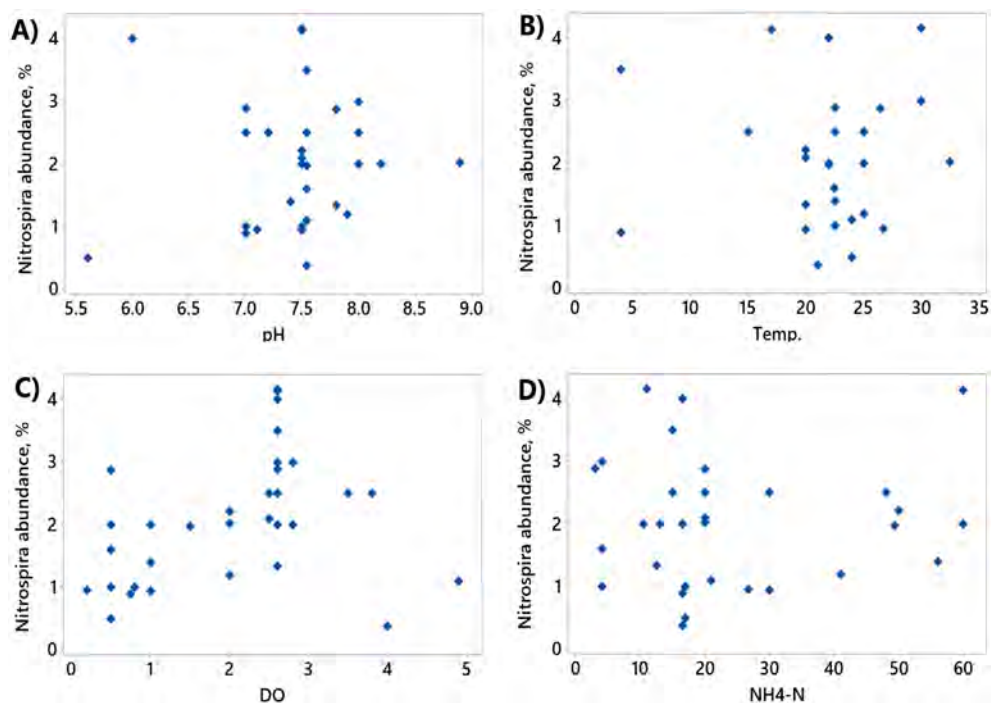 A)
Nitrospira abundance, %
4
3
2
1
0
5.5 6.0 6.5 7.0 7.5 8.0 8.5 9.0
pH
B)
Nitrospira abundance, %
4
3
2
1
0
0 5 10 15 20 25 30 35
Temp.
C)
Nitrospira abundance, %
4
3
2
1
0
0 1 2 3 4 5
DO
D)
Nitrospira abundance, %
4
3
2
1
0
0 10 20 30 40 50 60
NH4-N